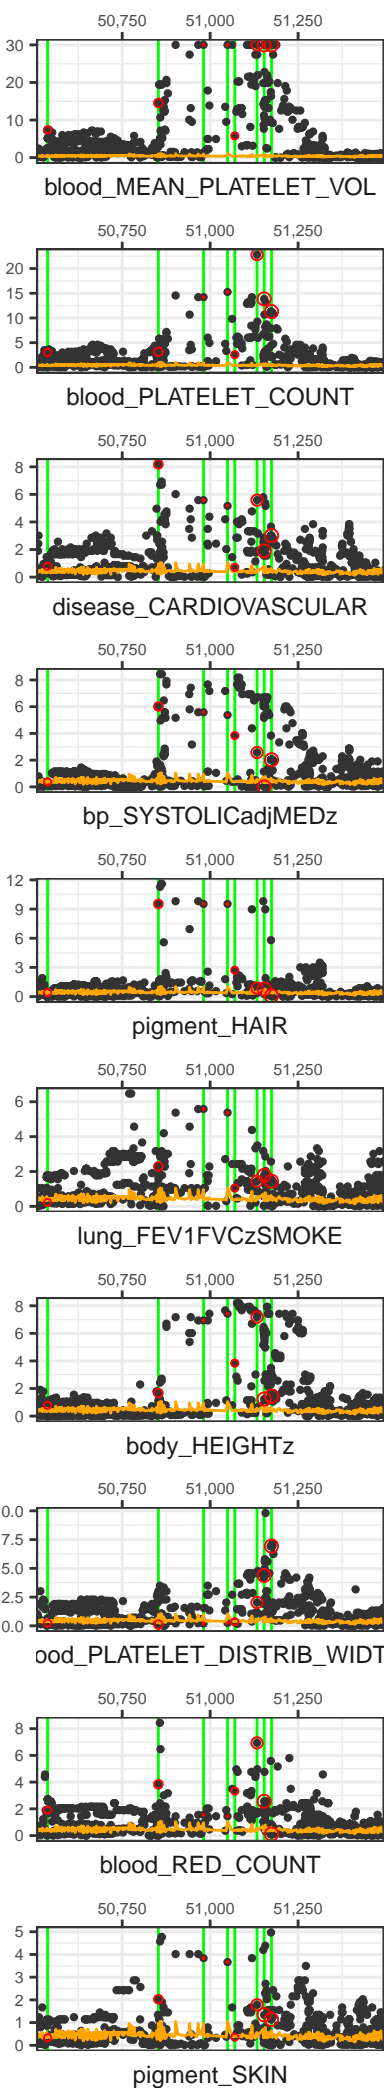 50,750 51,000 51,250
30
20
10
0
blood_MEAN_PLATELET_VOL
50,750 51,000 51,250
20
15
10
5
0
blood_PLATELET_COUNT
50,750 51,000 51,250
8
6
4
2
0
disease_CARDIOVASCULAR
50,750 51,000 51,250
8
6
4
2
0
bp_SYSTOLICadjMEDz
50,750 51,000 51,250
12
9
6
3
0
pigment_HAIR
50,750 51,000 51,250
6
4
2
0
lung_FEV1FVCzSMOKE
50,750 51,000 51,250
8
6
4
2
0
body_HEIGHTz
50,750 51,000 51,250
0.0
7.5
5.0
2.5
0.0
ood_PLATELET_DISTRIB_WIDT
50,750 51,000 51,250
8
6
4
2
0
blood_RED_COUNT
50,750 51,000 51,250
5
4
3
2
1
0
pigment_SKIN